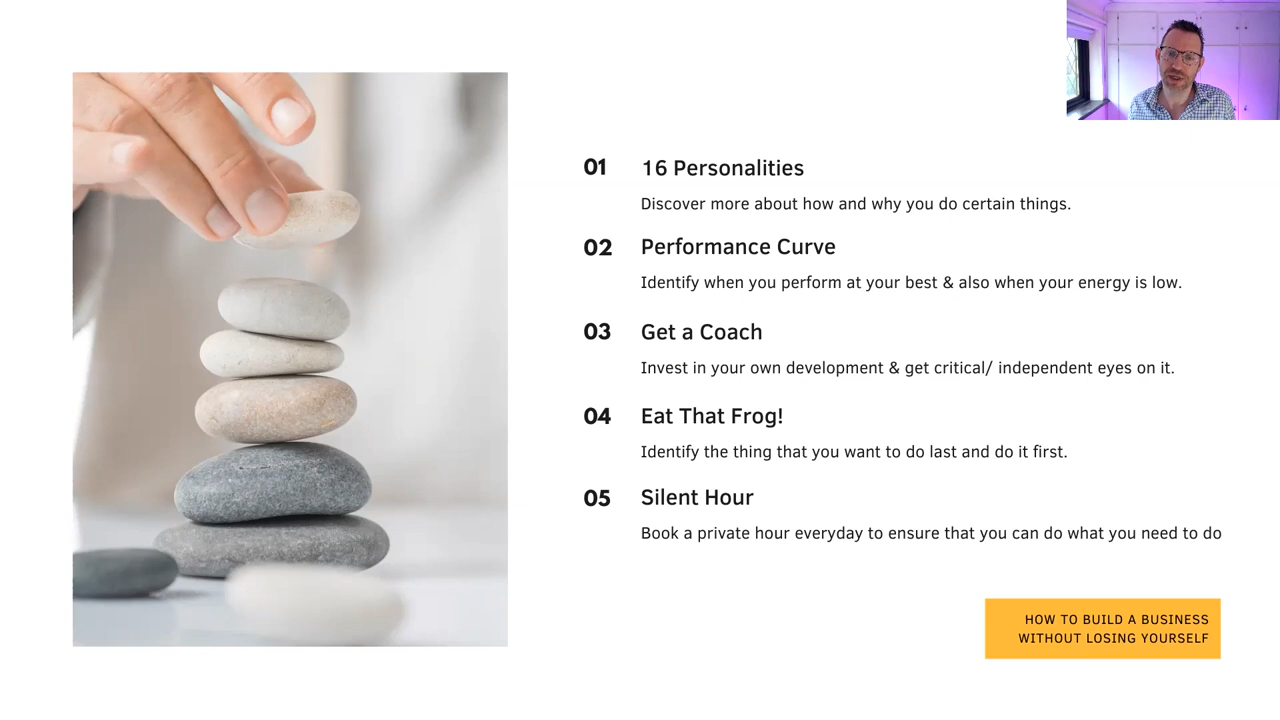 01 16 Personalities
Discover more about how and why you do certain things.
02 Performance Curve
Identify when you perform at your best & also when your energy is low.
03 Get a Coach
Invest in your own development & get critical/ independent eyes on it.
04 Eat That Frog!
Identify the thing that you want to do last and do it first.
05 Silent Hour
Book a private hour everyday to ensure that you can do what you need to do
HOW TO BUILD A BUSINESS
WITHOUT LOSING YOURSELF